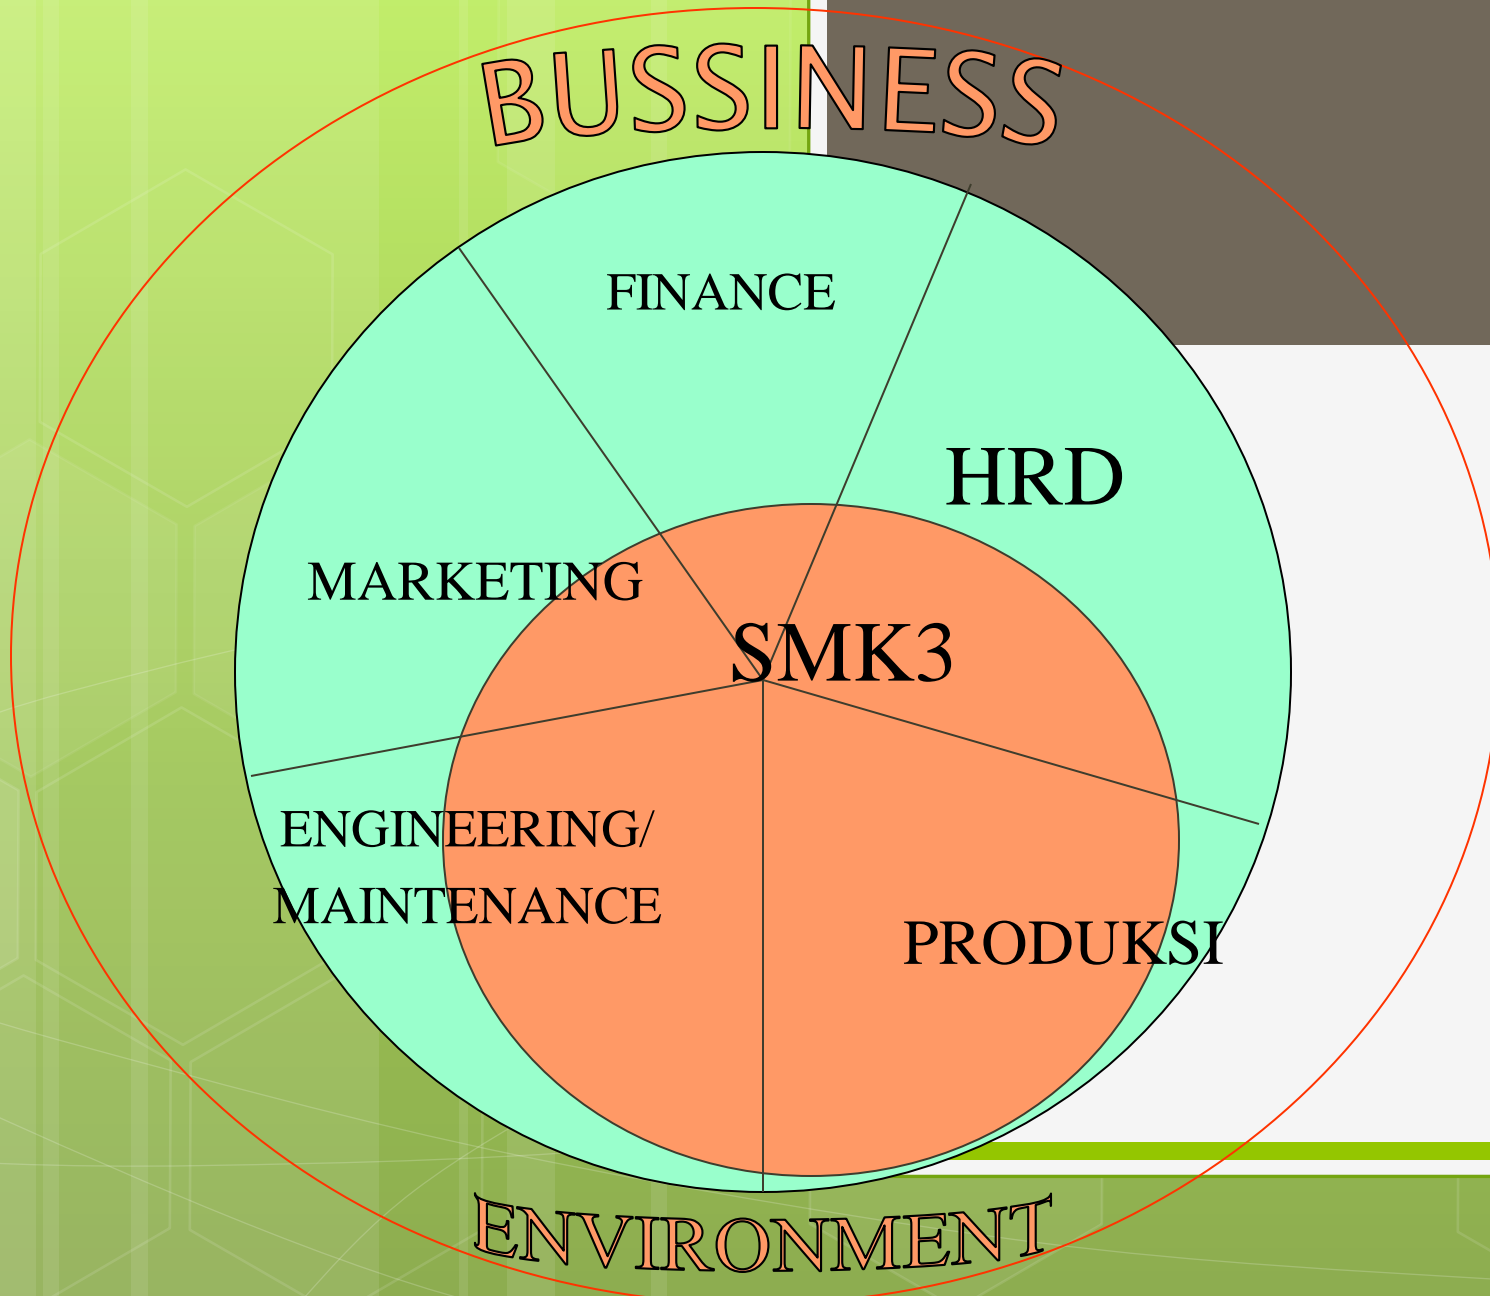 BUSSINESS
FINANCE
HRD
MARKETING
SMK3
ENGINEERING/
MAINTENANCE
PRODUKSI
ENVIRONMENT